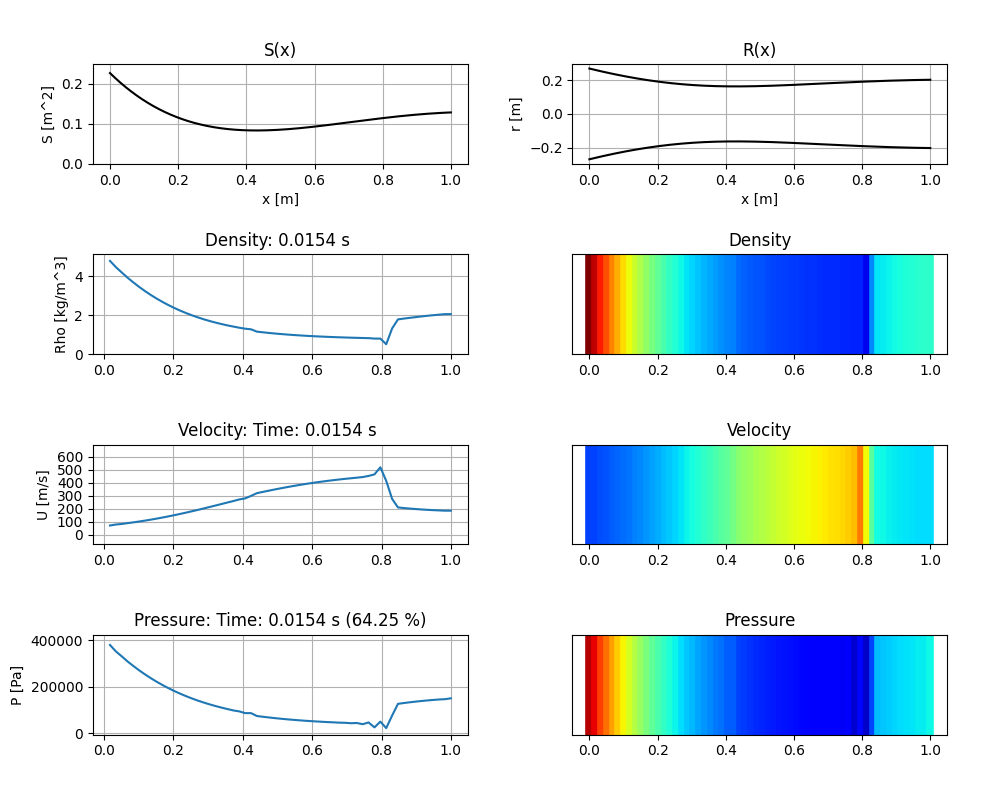 S(x)
S [m^2]
0.2
0.1
0.0
0.0 0.2 0.4 0.6 0.8 1.0
x [m]
R(x)
r [m]
0.2
0.0
−0.2
0.0 0.2 0.4 0.6 0.8 1.0
x [m]
Density: 0.0154 s
Rho [kg/m^3]
4
2
0
0.0 0.2 0.4 0.6 0.8 1.0
Density
0.0 0.2 0.4 0.6 0.8 1.0
Velocity: Time: 0.0154 s
U [m/s]
600
500
400
300
200
100
0
0.0 0.2 0.4 0.6 0.8 1.0
Velocity
0.0 0.2 0.4 0.6 0.8 1.0
Pressure: Time: 0.0154 s (64.25 %)
P [Pa]
400000
200000
0
0.0 0.2 0.4 0.6 0.8 1.0
Pressure
0.0 0.2 0.4 0.6 0.8 1.0